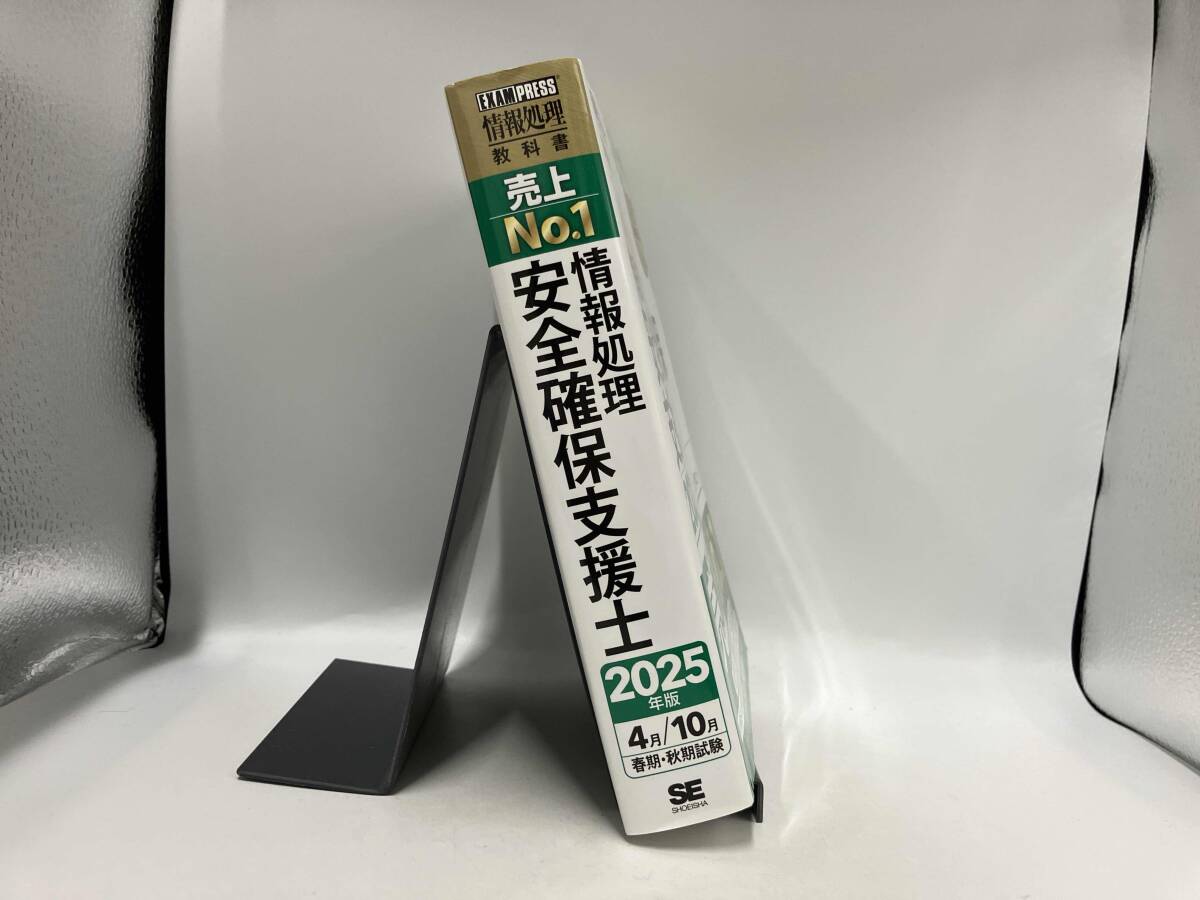 EXAMPRESS
情報処理
教科書
売上
No.1
情報処理
安全確保支援士
2025
年版
4月/10月
春期・秋期試験
SE
SHOEISHA